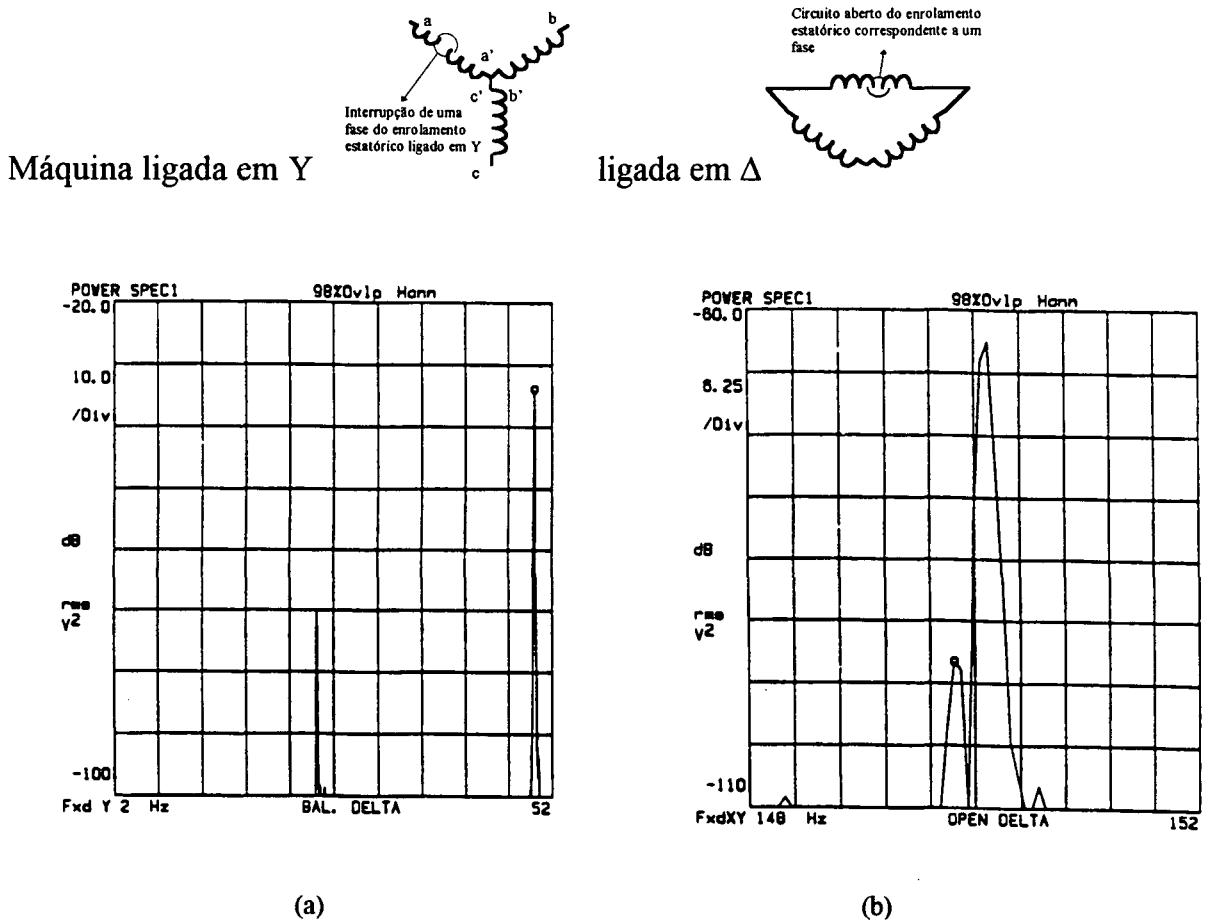 a
b
a'
c'
b'
c
Interrupção de uma
fase do enrolamento
estatórico ligado em Y
Circuito aberto do enrolamento
estatórico correspondente a um
fase
Máquina ligada em Y
ligada em Δ
POWER SPEC1 98%Ovlp Hann
-20.0
10.0
/Div
dB
rms
V2
-100
Fxd Y 2 Hz BAL. DELTA 52
(a)
POWER SPEC1 98%Ovlp Hann
-60.0
6.25
/Div
dB
rms
V2
-110
FxdXY 148 Hz OPEN DELTA 152
(b)